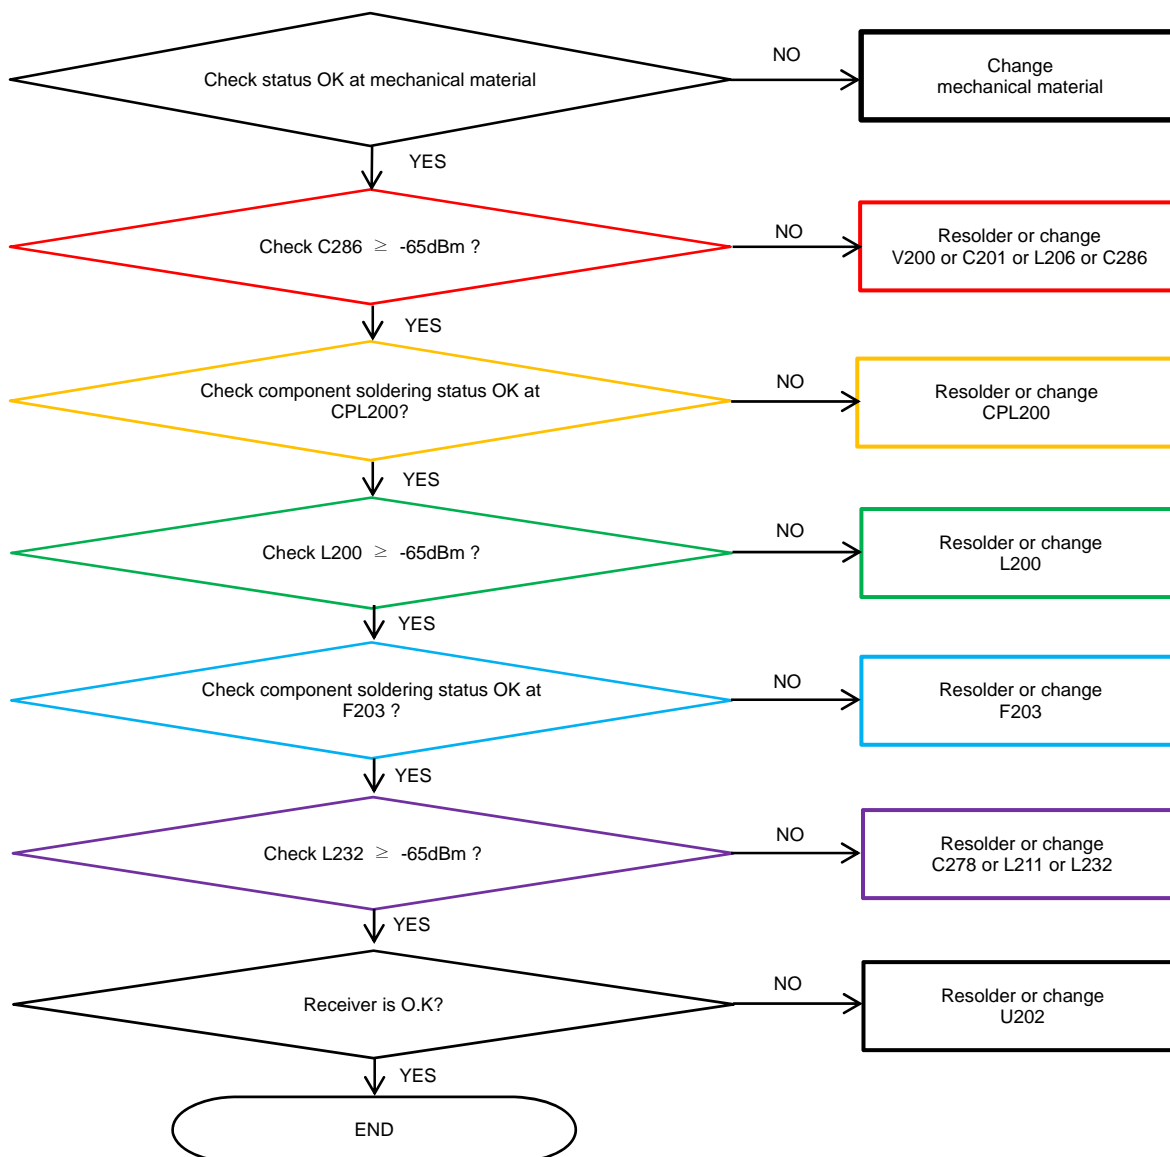 Check status OK at mechanical material
NO
Change
mechanical material
YES
Check C286 ≥ -65dBm ?
NO
Resolder or change
V200 or C201 or L206 or C286
YES
Check component soldering status OK at
CPL200?
NO
Resolder or change
CPL200
YES
Check L200 ≥ -65dBm ?
NO
Resolder or change
L200
YES
Check component soldering status OK at
F203 ?
NO
Resolder or change
F203
YES
Check L232 ≥ -65dBm ?
NO
Resolder or change
C278 or L211 or L232
YES
Receiver is O.K?
NO
Resolder or change
U202
YES
END